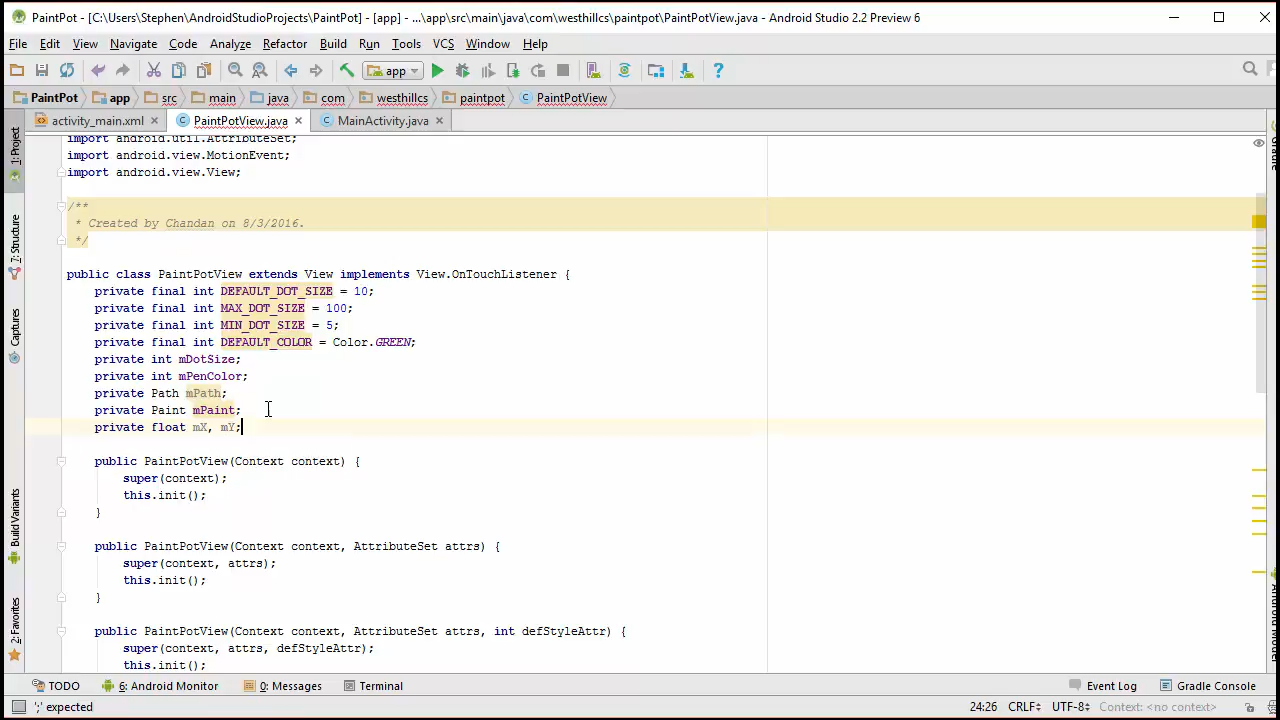 PaintPot - [C:\Users\Stephen\AndroidStudioProjects\PaintPot] - [app] - ...\app\src\main\java\com\westhillcs\paintpot\PaintPotView.java - Android Studio 2.2 Preview 6
File Edit View Navigate Code Analyze Refactor Build Run Tools VCS Window Help
app
PaintPot app src main java com westhillcs paintpot PaintPotView
activity_main.xml PaintPotView.java MainActivity.java
1: Project
7: Structure
Captures
Build Variants
2: Favorites
Gradle
Android Model
import android.util.AttributeSet;
import android.view.MotionEvent;
import android.view.View;
/**
* Created by Chandan on 8/3/2016.
*/
public class PaintPotView extends View implements View.OnTouchListener {
private final int DEFAULT_DOT_SIZE = 10;
private final int MAX_DOT_SIZE = 100;
private final int MIN_DOT_SIZE = 5;
private final int DEFAULT_COLOR = Color.GREEN;
private int mDotSize;
private int mPenColor;
private Path mPath;
private Paint mPaint;
private float mX, mY;
public PaintPotView(Context context) {
super(context);
this.init();
}
public PaintPotView(Context context, AttributeSet attrs) {
super(context, attrs);
this.init();
}
public PaintPotView(Context context, AttributeSet attrs, int defStyleAttr) {
super(context, attrs, defStyleAttr);
this.init();
TODO 6: Android Monitor 0: Messages Terminal Event Log Gradle Console
';' expected 24:26 CRLF UTF-8 Context: <no context>